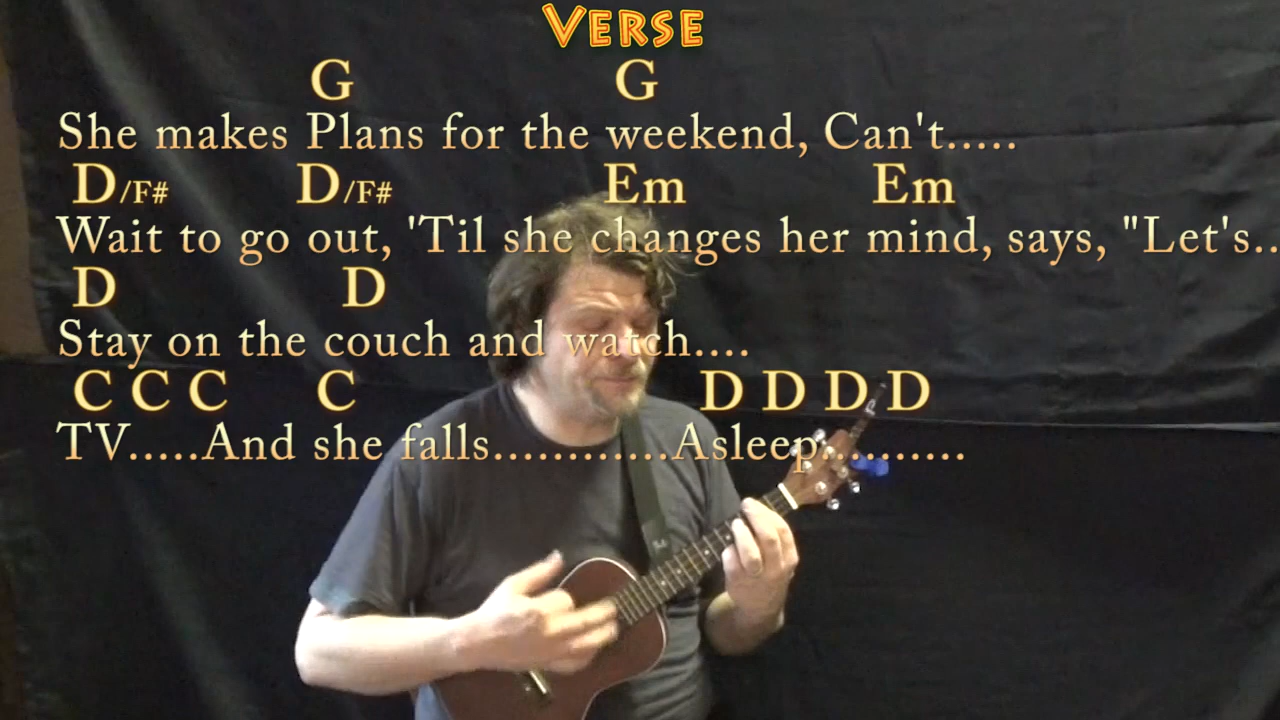 VERSE
G G
She makes Plans for the weekend, Can't.....
D/F# D/F# Em Em
Wait to go out, 'Til she changes her mind, says, "Let's..
D D
Stay on the couch and watch....
C C C C D D D D
TV.....And she falls............Asleep..........